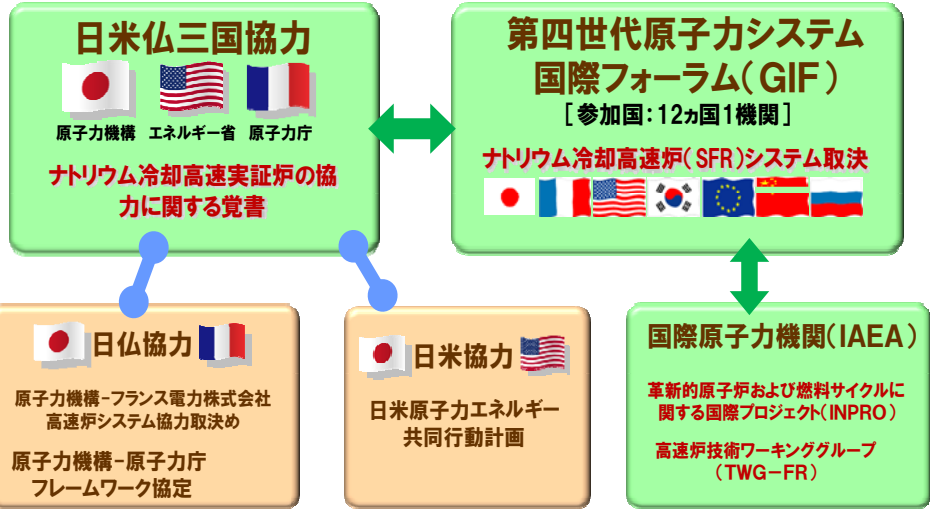 日米仏三国協力
原子力機構 エネルギー省 原子力庁
ナトリウム冷却高速実証炉の協
力に関する覚書
第四世代原子力システム
国際フォーラム(GIF)
[参加国:12ヵ国1機関]
ナトリウム冷却高速炉(SFR)システム取決
日仏協力
原子力機構-フランス電力株式会社
高速炉システム協力取決め
原子力機構-原子力庁
フレームワーク協定
日米協力
日米原子力エネルギー
共同行動計画
国際原子力機関(IAEA)
革新的原子炉および燃料サイクルに
関する国際プロジェクト(INPRO)
高速炉技術ワーキンググループ
(TWG-FR)